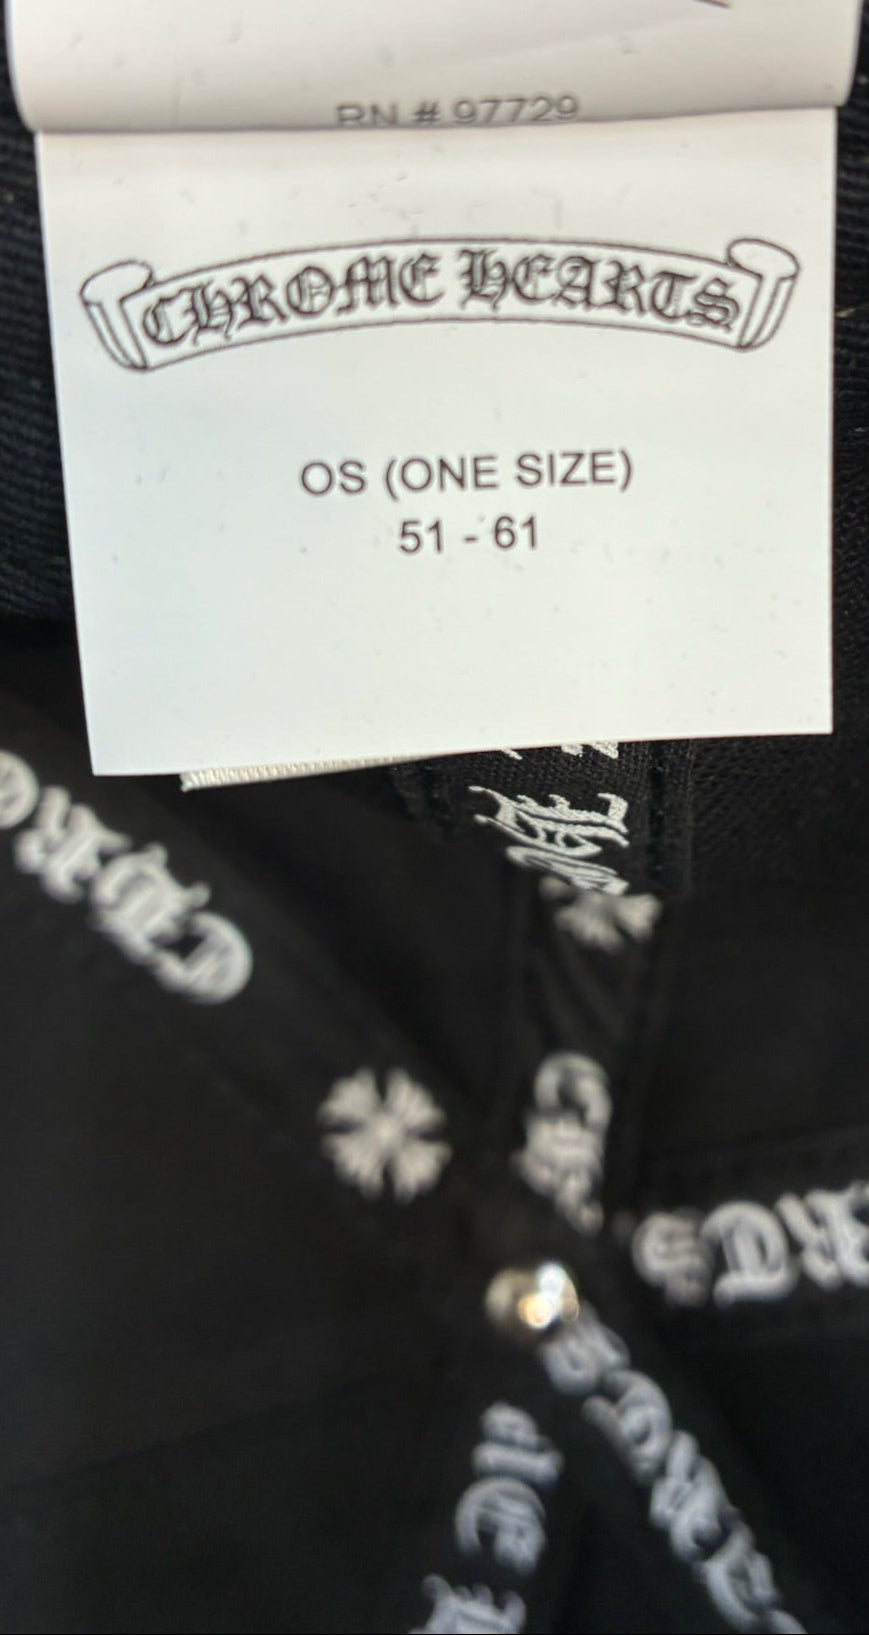 RN # 97729
CHROME HEARTS
OS (ONE SIZE)
51 - 61